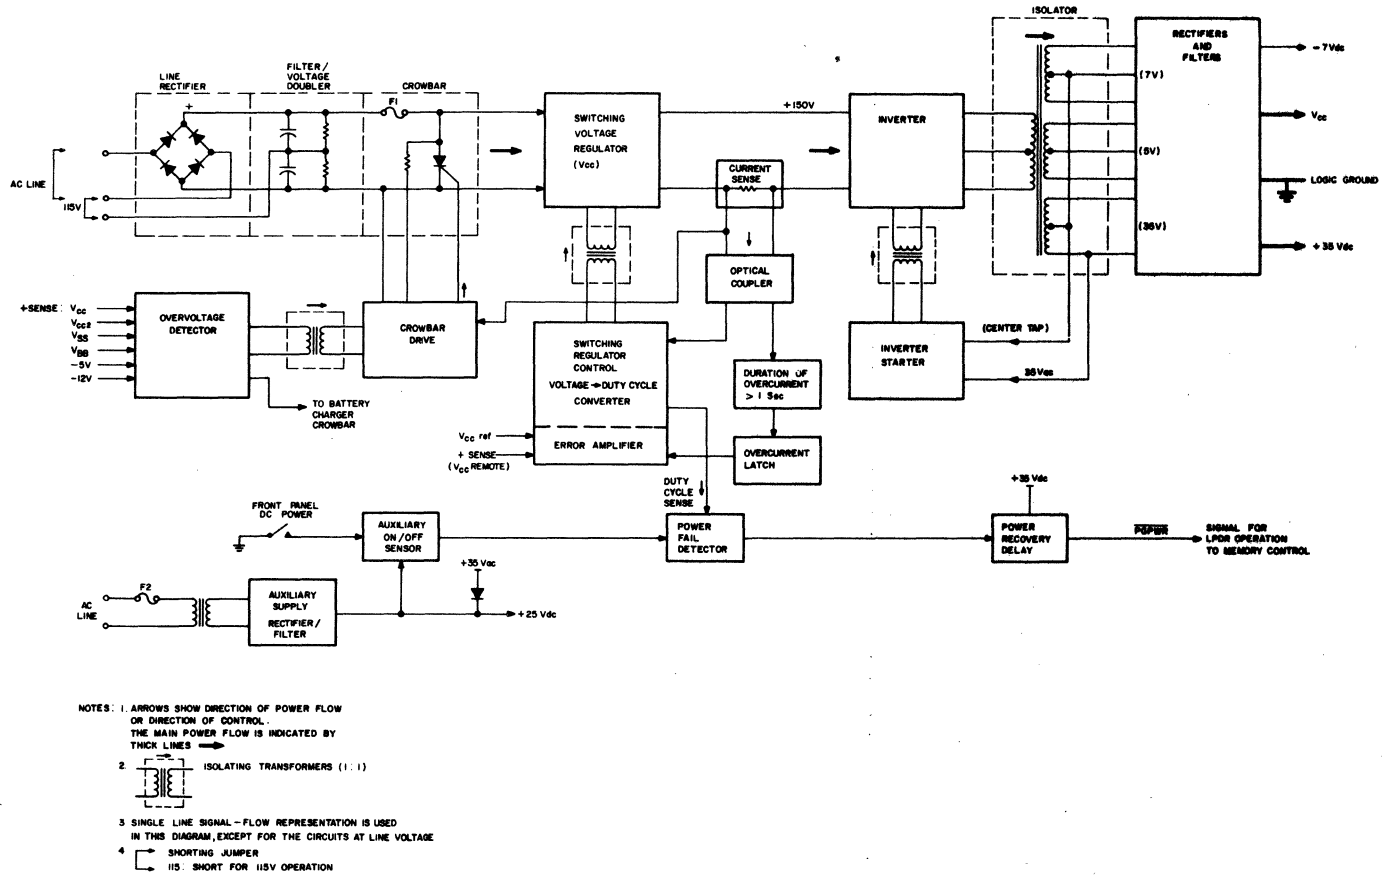 ISOLATOR
LINE
RECTIFIER
FILTER/
VOLTAGE
DOUBLER
CROWBAR
F1
+
AC LINE
115V
SWITCHING
VOLTAGE
REGULATOR
(Vcc)
+150V
CURRENT
SENSE
INVERTER
(7V)
(5V)
(35V)
RECTIFIERS
AND
FILTERS
-7Vdc
Vcc
LOGIC GROUND
+35 Vdc
+SENSE:
Vcc
Vcc2
VSS
VBB
-5V
-12V
OVERVOLTAGE
DETECTOR
TO BATTERY
CHARGER
CROWBAR
CROWBAR
DRIVE
OPTICAL
COUPLER
SWITCHING
REGULATOR
CONTROL
VOLTAGE→DUTY CYCLE
CONVERTER
ERROR AMPLIFIER
Vcc ref
+ SENSE
(Vcc REMOTE)
DURATION OF
OVERCURRENT
> 1 Sec
OVERCURRENT
LATCH
INVERTER
STARTER
(CENTER TAP)
35Vac
DUTY
CYCLE
SENSE
FRONT PANEL
DC POWER
AUXILIARY
ON/OFF
SENSOR
POWER
FAIL
DETECTOR
+35 Vdc
POWER
RECOVERY
DELAY
PGPWR
SIGNAL FOR
LPDR OPERATION
TO MEMORY CONTROL
AC
LINE
F2
AUXILIARY
SUPPLY
RECTIFIER/
FILTER
+35 Vac
+25 Vdc
NOTES: 1. ARROWS SHOW DIRECTION OF POWER FLOW
OR DIRECTION OF CONTROL.
THE MAIN POWER FLOW IS INDICATED BY
THICK LINES
2. ISOLATING TRANSFORMERS (1:1)
3 SINGLE LINE SIGNAL-FLOW REPRESENTATION IS USED
IN THIS DIAGRAM, EXCEPT FOR THE CIRCUITS AT LINE VOLTAGE
4 SHORTING JUMPER
115: SHORT FOR 115V OPERATION